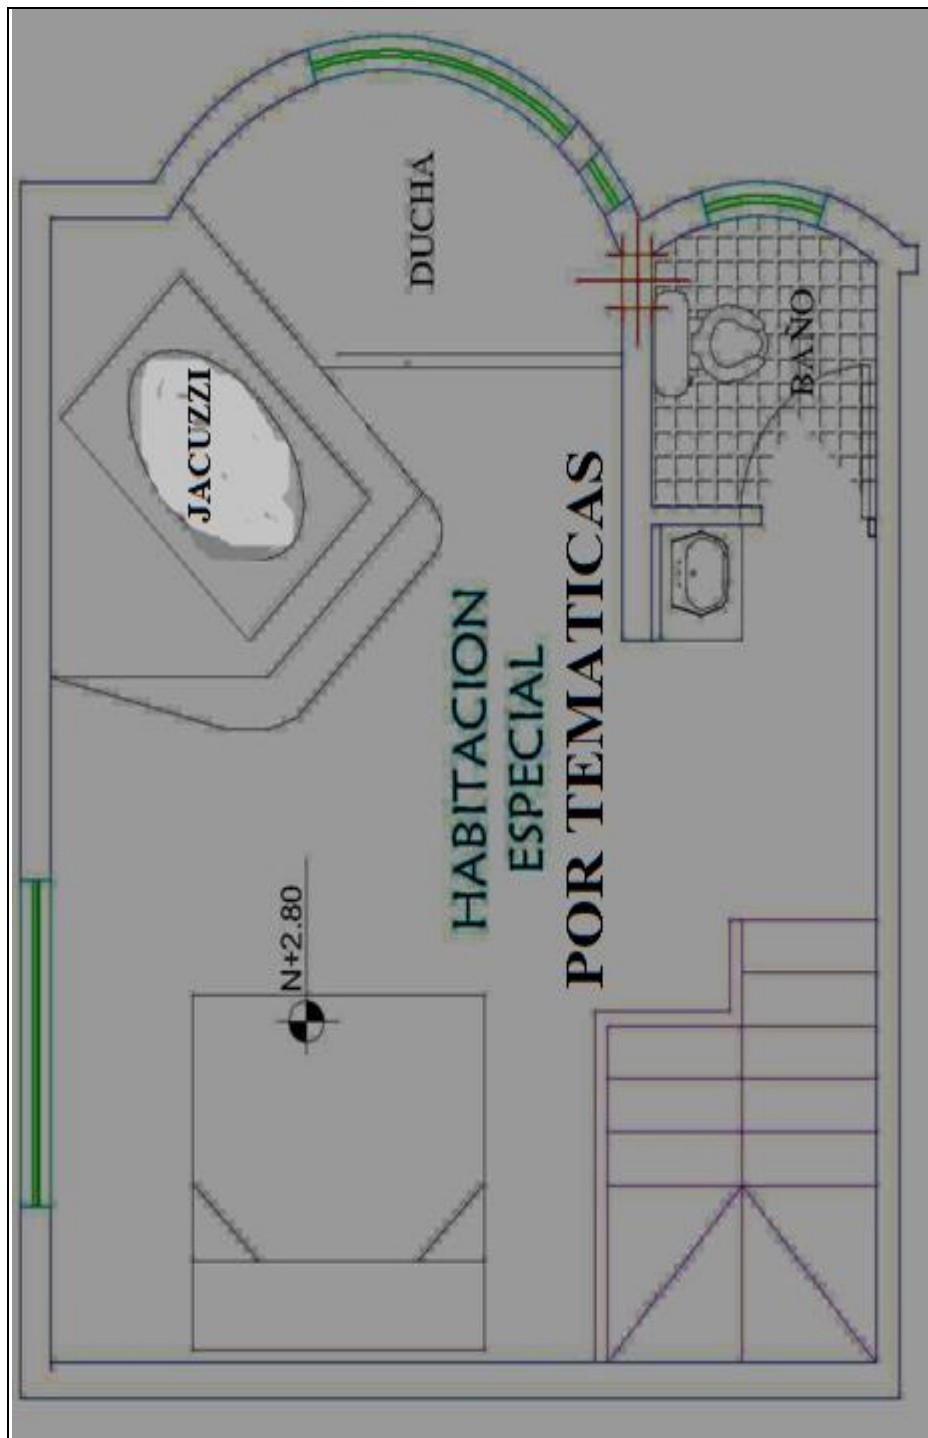 DUCHA
BAÑO
JACUZZI
HABITACION
ESPECIAL
POR TEMATICAS
N+2.80